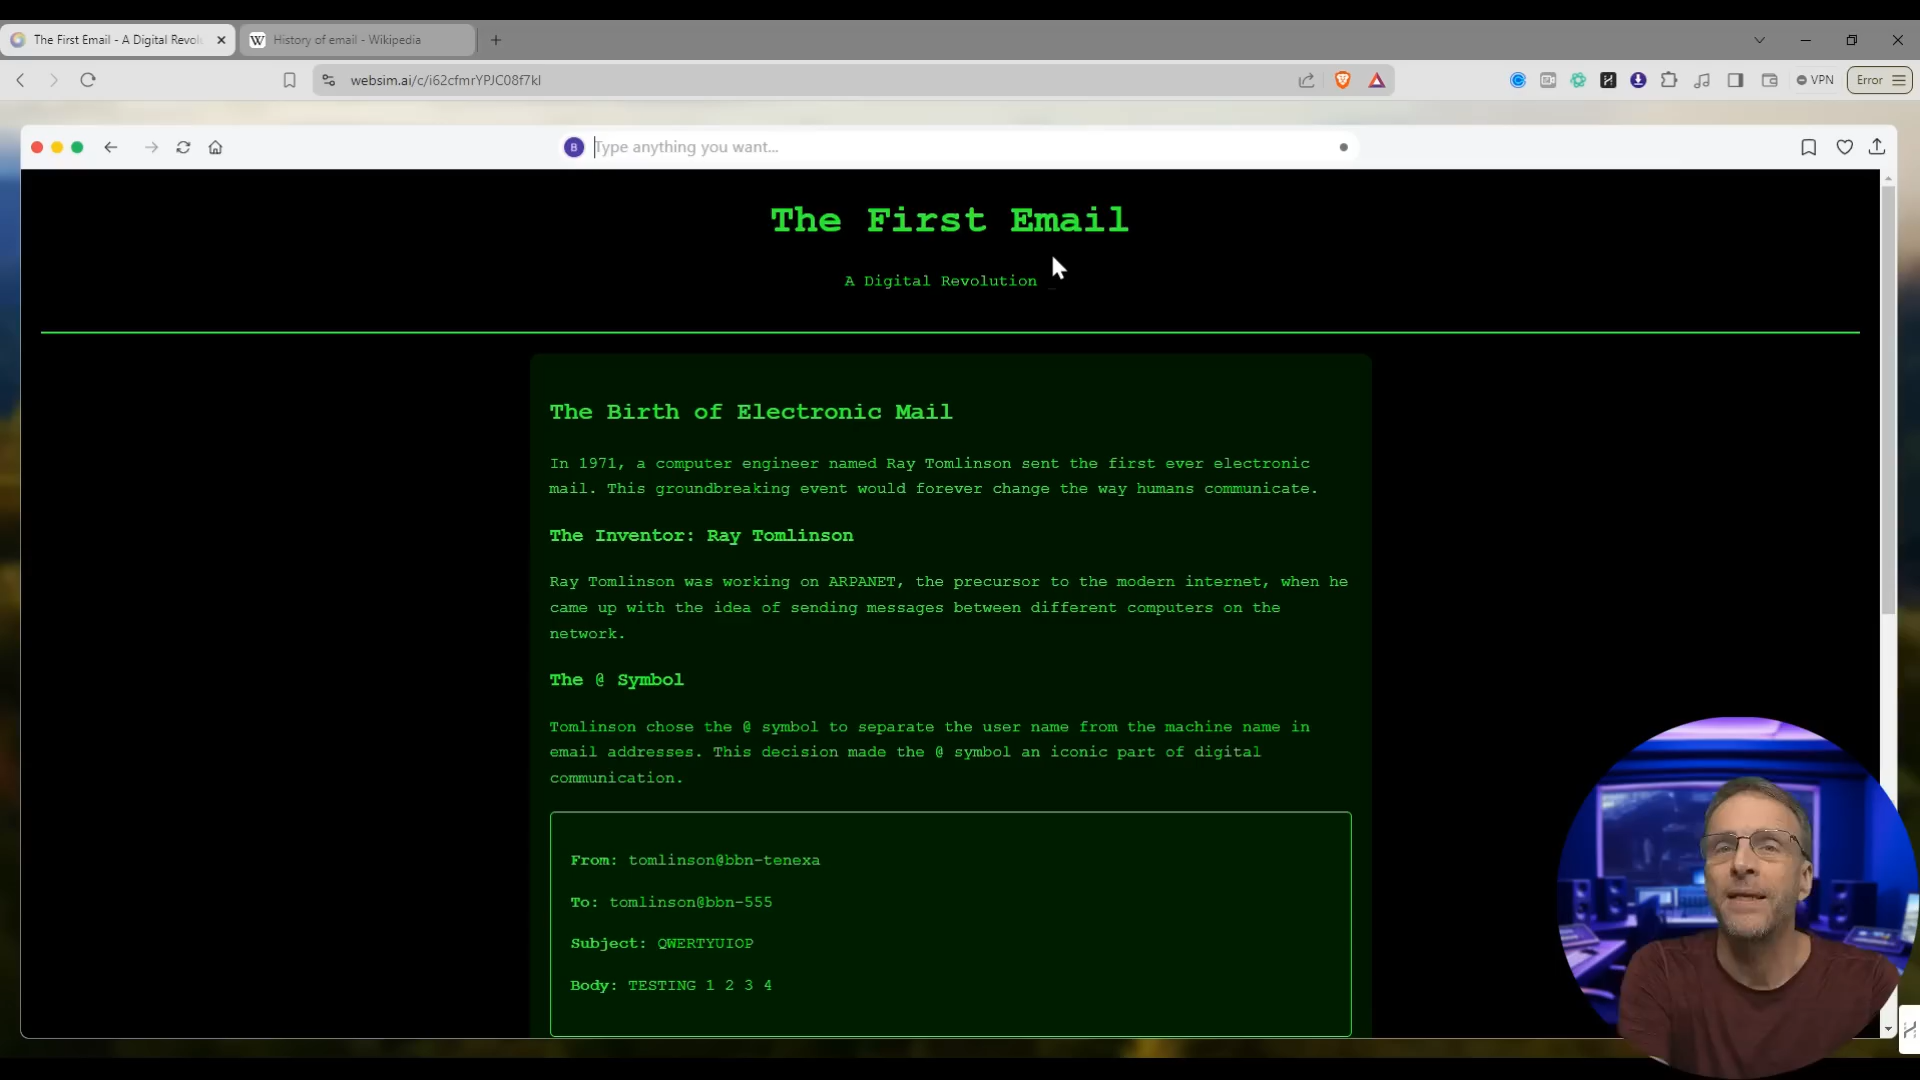 The First Email - A Digital Revol
History of email - Wikipedia
websim.ai/c/i62cfmrYPJC08f7kI
VPN
Error
B
Type anything you want...
The First Email
A Digital Revolution _
The Birth of Electronic Mail
In 1971, a computer engineer named Ray Tomlinson sent the first ever electronic
mail. This groundbreaking event would forever change the way humans communicate.
The Inventor: Ray Tomlinson
Ray Tomlinson was working on ARPANET, the precursor to the modern internet, when he
came up with the idea of sending messages between different computers on the
network.
The @ Symbol
Tomlinson chose the @ symbol to separate the user name from the machine name in
email addresses. This decision made the @ symbol an iconic part of digital
communication.
From: tomlinson@bbn-tenexa
To: tomlinson@bbn-555
Subject: QWERTYUIOP
Body: TESTING 1 2 3 4